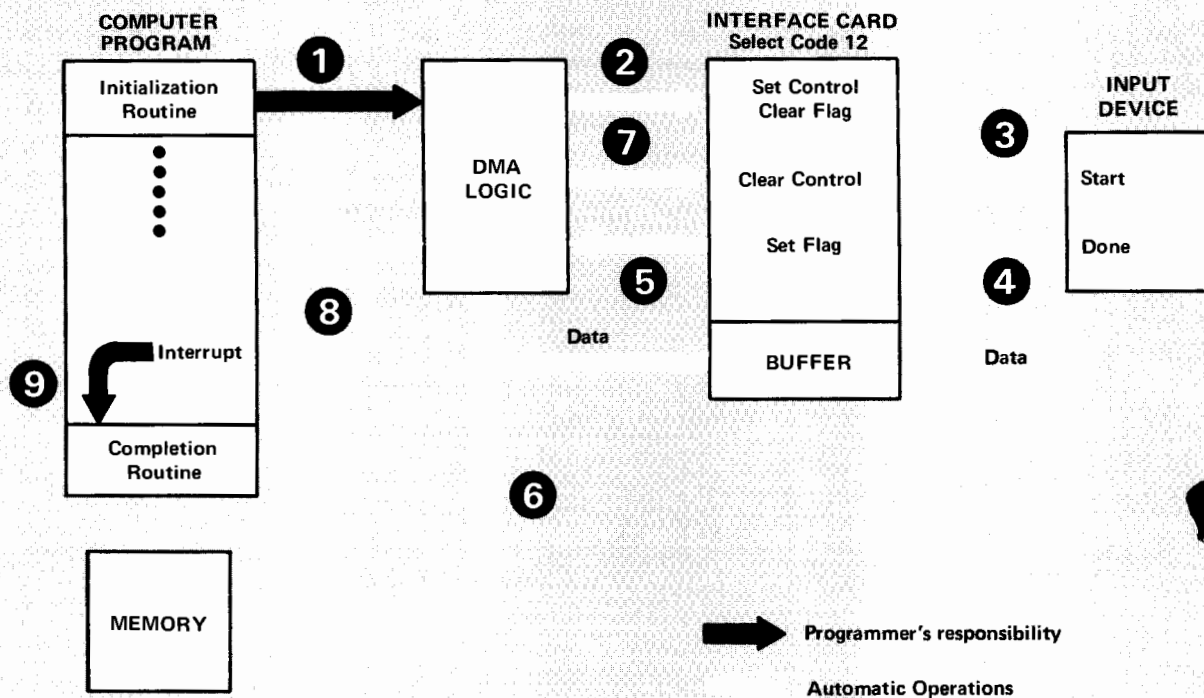 COMPUTER
PROGRAM
Initialization
Routine
1
DMA
LOGIC
2
7
INTERFACE CARD
Select Code 12
Set Control
Clear Flag
Clear Control
Set Flag
BUFFER
3
INPUT
DEVICE
Start
Done
4
Data
5
Data
8
Interrupt
9
Completion
Routine
6
MEMORY
Programmer's responsibility
Automatic Operations